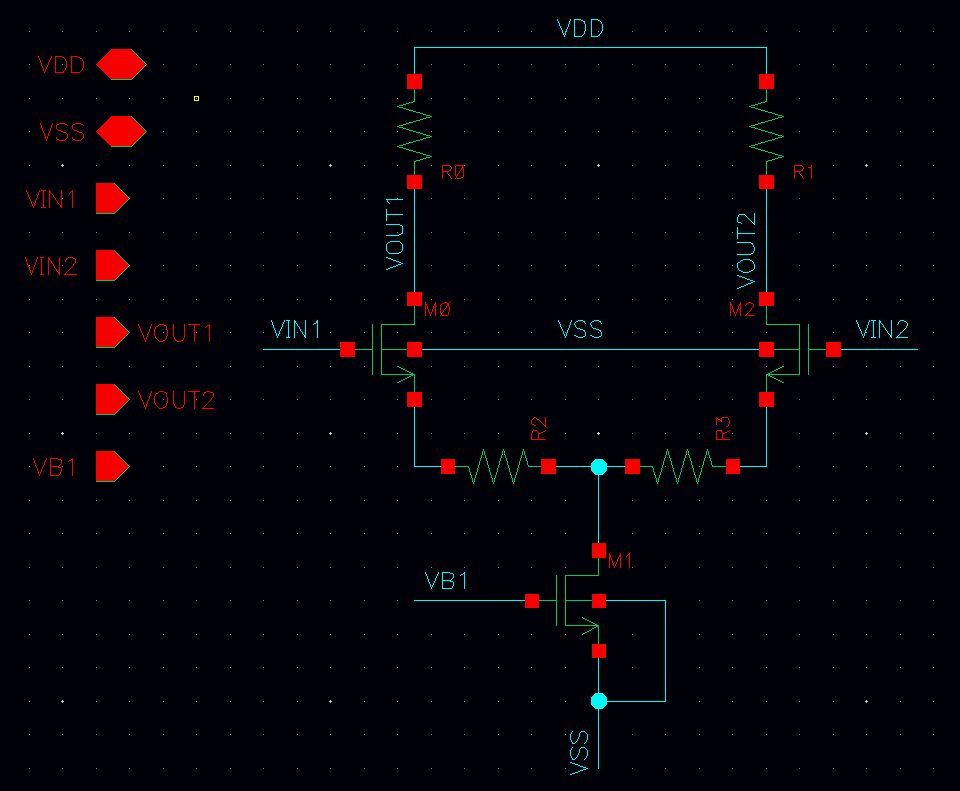 VDD
VSS
VIN1
VIN2
VOUT1
VOUT2
VB1
VDD
R0
R1
VOUT1
VOUT2
M0
M2
VIN1
VSS
VIN2
R2
R3
M1
VB1
VSS